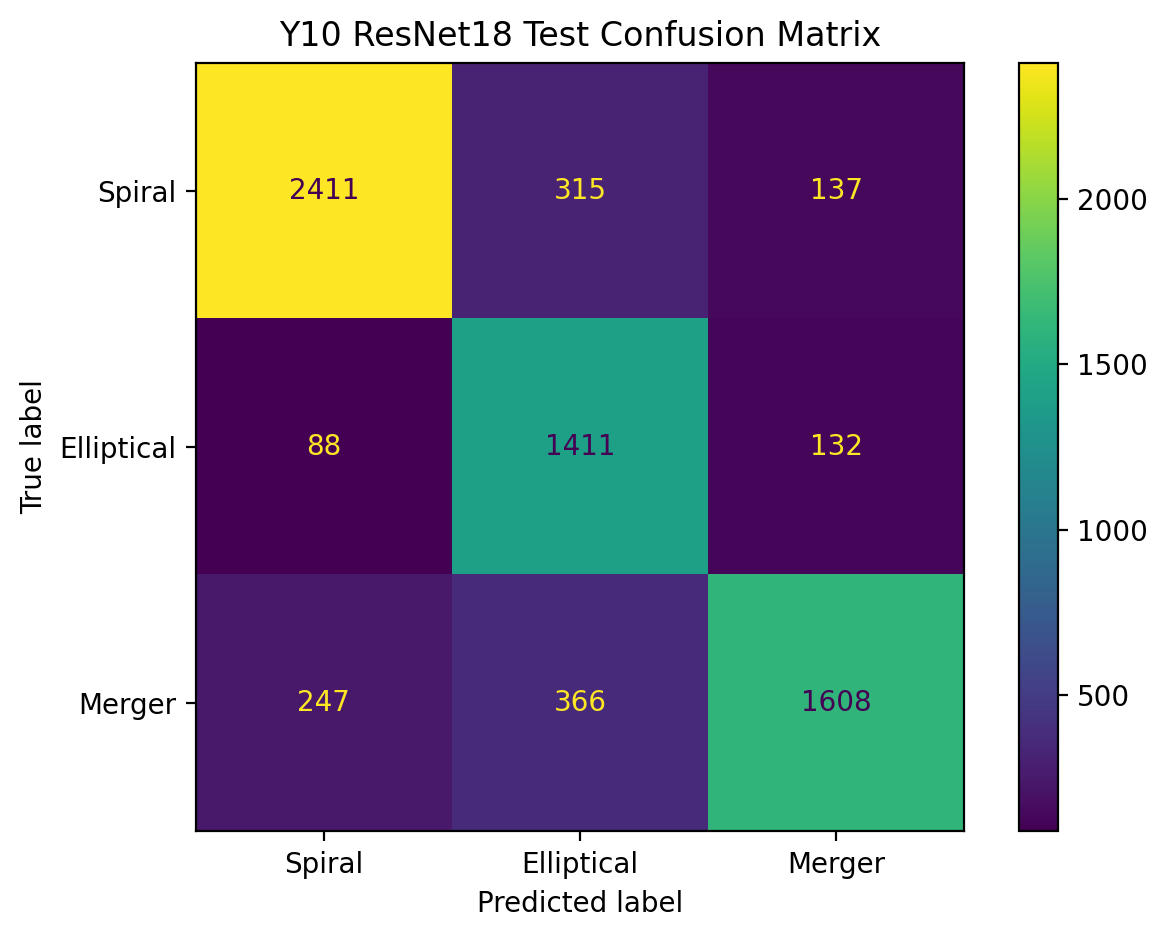 Y10 ResNet18 Test Confusion Matrix
True label
Spiral
2411 315 137
Elliptical
88 1411 132
Merger
247 366 1608
Spiral Elliptical Merger
Predicted label
2000
1500
1000
500